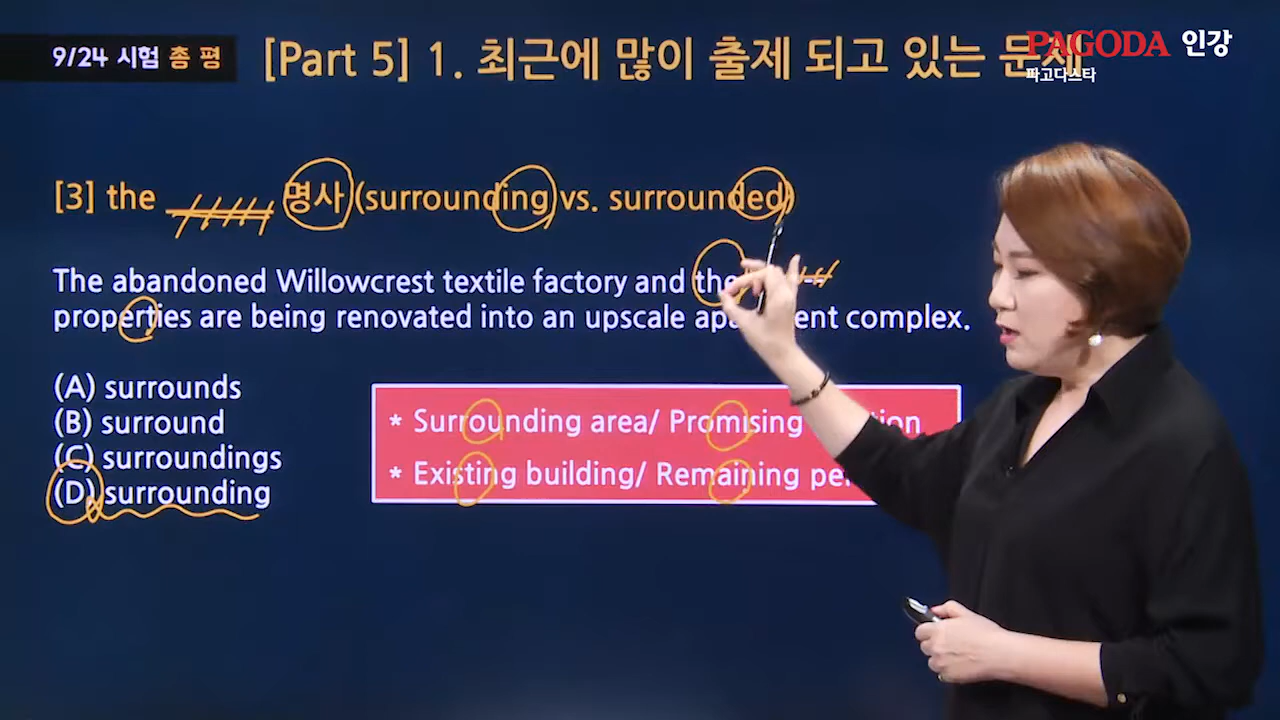 9/24 시험 총 평
[Part 5] 1. 최근에 많이 출제 되고 있는 문제
PAGODA 인강
파고다스타
[3] the 명사 (surrounding vs. surrounded)
The abandoned Willowcrest textile factory and the
properties are being renovated into an upscale complex.
(A) surrounds
(B) surround
(C) surroundings
(D) surrounding
* Surrounding area/ Promising
* Existing building/ Remaining